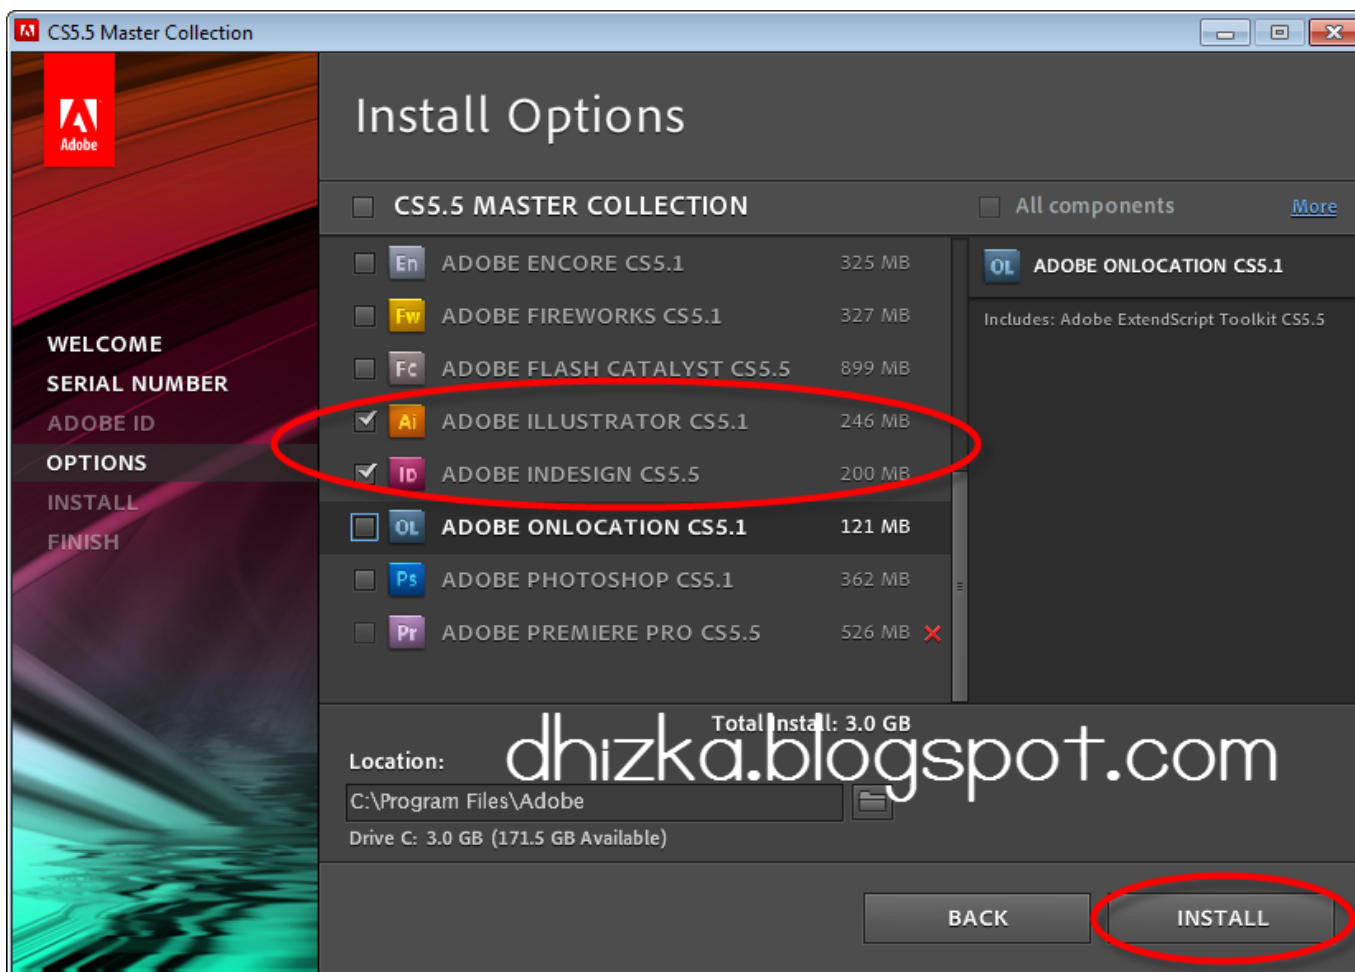 CS5.5 Master Collection
Adobe
Install Options
CS5.5 MASTER COLLECTION
All components More
En ADOBE ENCORE CS5.1 325 MB
Fw ADOBE FIREWORKS CS5.1 327 MB
Fc ADOBE FLASH CATALYST CS5.5 899 MB
Ai ADOBE ILLUSTRATOR CS5.1 246 MB
ID ADOBE INDESIGN CS5.5 200 MB
OL ADOBE ONLOCATION CS5.1 121 MB
Ps ADOBE PHOTOSHOP CS5.1 362 MB
Pr ADOBE PREMIERE PRO CS5.5 526 MB
OL ADOBE ONLOCATION CS5.1
Includes: Adobe ExtendScript Toolkit CS5.5
WELCOME
SERIAL NUMBER
ADOBE ID
OPTIONS
INSTALL
FINISH
Total Install: 3.0 GB
dhizka.blogspot.com
Location:
C:\Program Files\Adobe
Drive C: 3.0 GB (171.5 GB Available)
BACK INSTALL